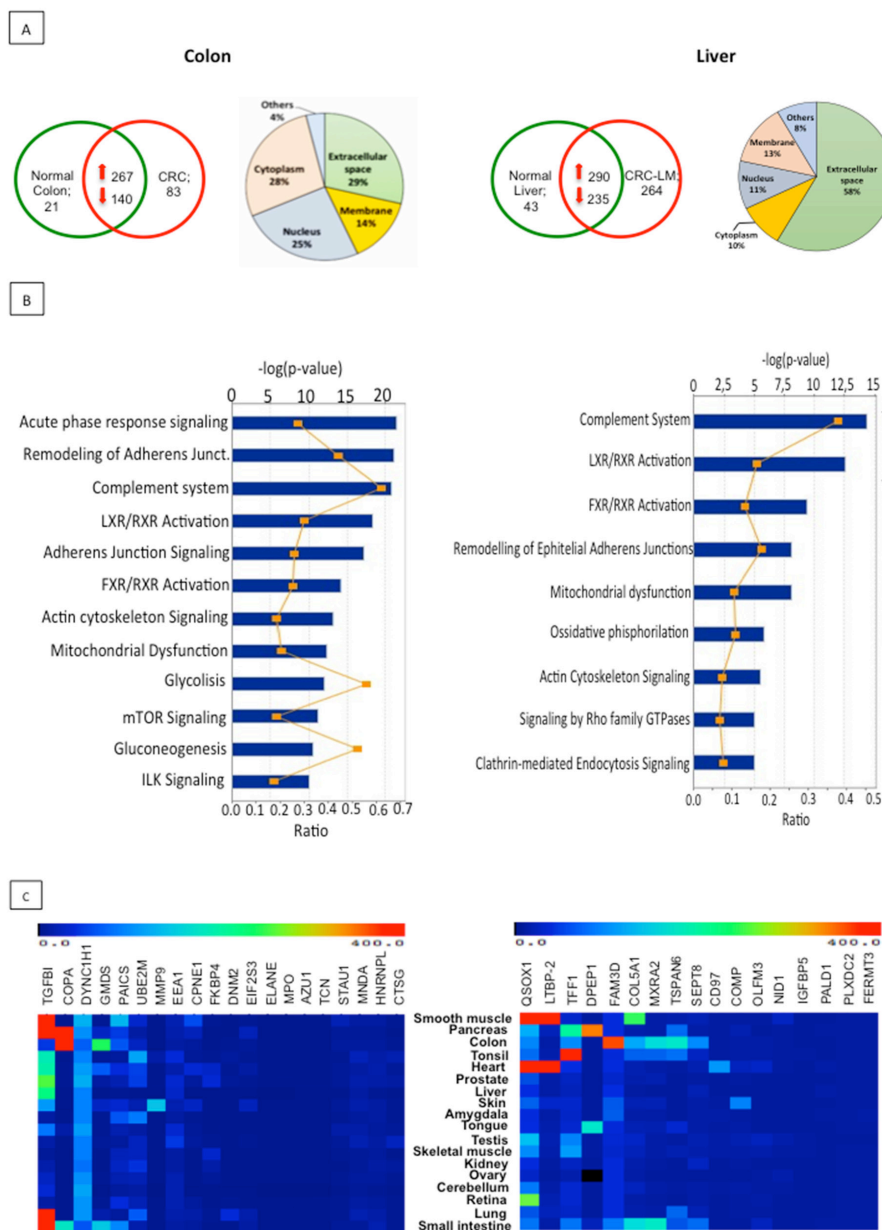 A
Colon
Liver
Normal
Colon;
21
267
140
CRC;
83
Others
4%
Extracellular
space
29%
Membrane
14%
Nucleus
25%
Cytoplasm
28%
Normal
Liver;
43
290
235
CRC-LM;
264
Others
8%
Membrane
13%
Nucleus
11%
Cytoplasm
10%
Extracellular
space
58%
B
-log(p-value)
0 5 10 15 20
Acute phase response signaling
Remodeling of Adherens Junct.
Complement system
LXR/RXR Activation
Adherens Junction Signaling
FXR/RXR Activation
Actin cytoskeleton Signaling
Mitochondrial Dysfunction
Glycolisis
mTOR Signaling
Gluconeogenesis
ILK Signaling
0.0 0.1 0.2 0.3 0.4 0.5 0.6 0.7
Ratio
-log(p-value)
0 2,5 5 7,5 10 12,5 15
Complement System
LXR/RXR Activation
FXR/RXR Activation
Remodelling of Ephitelial Adherens Junctions
Mitochondrial dysfunction
Ossidative phisphorilation
Actin Cytoskeleton Signaling
Signaling by Rho family GTPases
Clathrin-mediated Endocytosis Signaling
0.0 0.1 0.2 0.3 0.4 0.5
Ratio
C
0.0 400.0
TGFBI
COPA
DYNC1H1
GMDS
PAICS
UBE2M
MMP9
EEA1
CPNE1
FKBP4
DNM2
EIF2S3
ELANE
MPO
AZU1
TCN
STAU1
MNDA
HNRNPL
CTSG
0.0 400.0
QSOX1
LTBP-2
TFF1
DPEP1
FAM3D
COL5A1
MXRA2
TSPAN6
SEPT8
CD97
COMP
OLFM3
NID1
IGFBP5
PALD1
PLXDC2
FERMT3
Smooth muscle
Pancreas
Colon
Tonsil
Heart
Prostate
Liver
Skin
Amygdala
Tongue
Testis
Skeletal muscle
Kidney
Ovary
Cerebellum
Retina
Lung
Small intestine